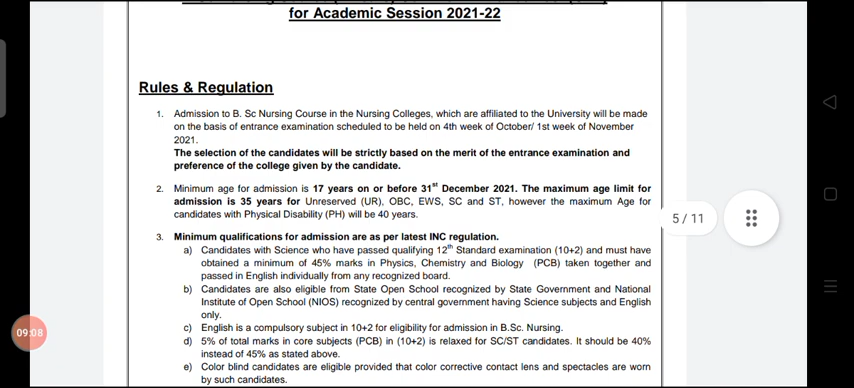 for Academic Session 2021-22
Rules & Regulation
1. Admission to B. Sc Nursing Course in the Nursing Colleges, which are affiliated to the University will be made
on the basis of entrance examination scheduled to be held on 4th week of October/ 1st week of November
2021.
The selection of the candidates will be strictly based on the merit of the entrance examination and
preference of the college given by the candidate.
2. Minimum age for admission is 17 years on or before 31st December 2021. The maximum age limit for
admission is 35 years for Unreserved (UR), OBC, EWS, SC and ST, however the maximum Age for
candidates with Physical Disability (PH) will be 40 years.
5 / 11
3. Minimum qualifications for admission are as per latest INC regulation.
a) Candidates with Science who have passed qualifying 12th Standard examination (10+2) and must have
obtained a minimum of 45% marks in Physics, Chemistry and Biology (PCB) taken together and
passed in English individually from any recognized board.
b) Candidates are also eligible from State Open School recognized by State Government and National
Institute of Open School (NIOS) recognized by central government having Science subjects and English
only.
c) English is a compulsory subject in 10+2 for eligibility for admission in B.Sc. Nursing.
09:08
d) 5% of total marks in core subjects (PCB) in (10+2) is relaxed for SC/ST candidates. It should be 40%
instead of 45% as stated above.
e) Color blind candidates are eligible provided that color corrective contact lens and spectacles are worn
by such candidates.